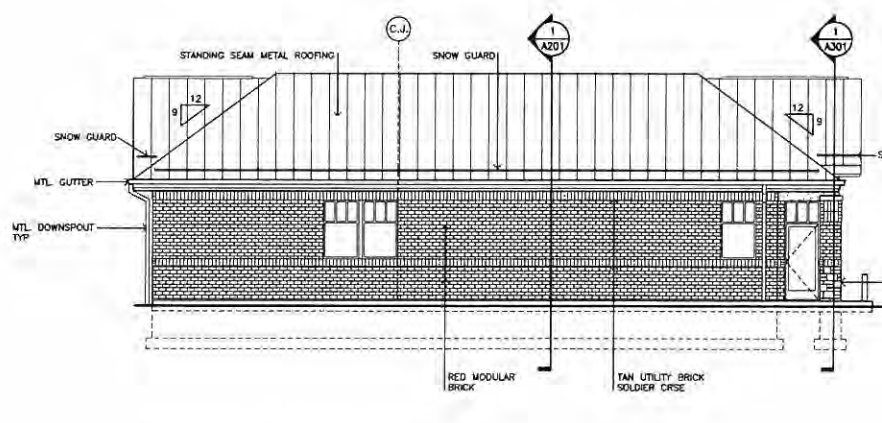 C.J.
1
A201
1
A301
STANDING SEAM METAL ROOFING
SNOW GUARD
12
9
12
9
SNOW GUARD
S
MTL. GUTTER
MTL. DOWNSPOUT
TYP
RED MODULAR
BRICK
TAN UTILITY BRICK
SOLDIER CRSE